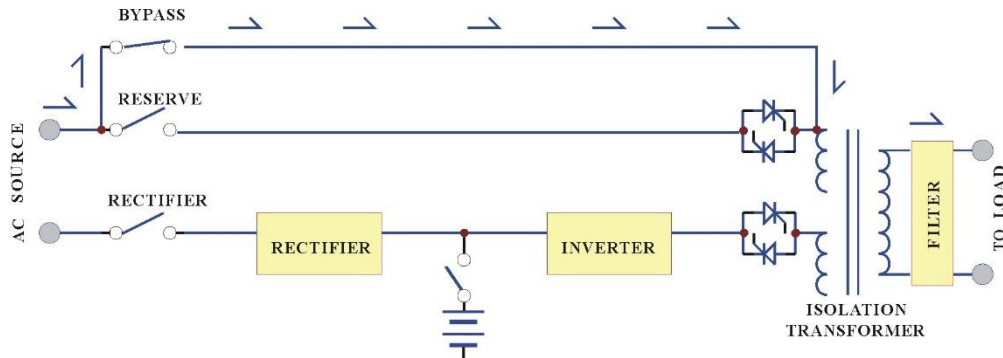 BYPASS
RESERVE
AC SOURCE
RECTIFIER
RECTIFIER
INVERTER
FILTER
TO LOAD
ISOLATION
TRANSFORMER